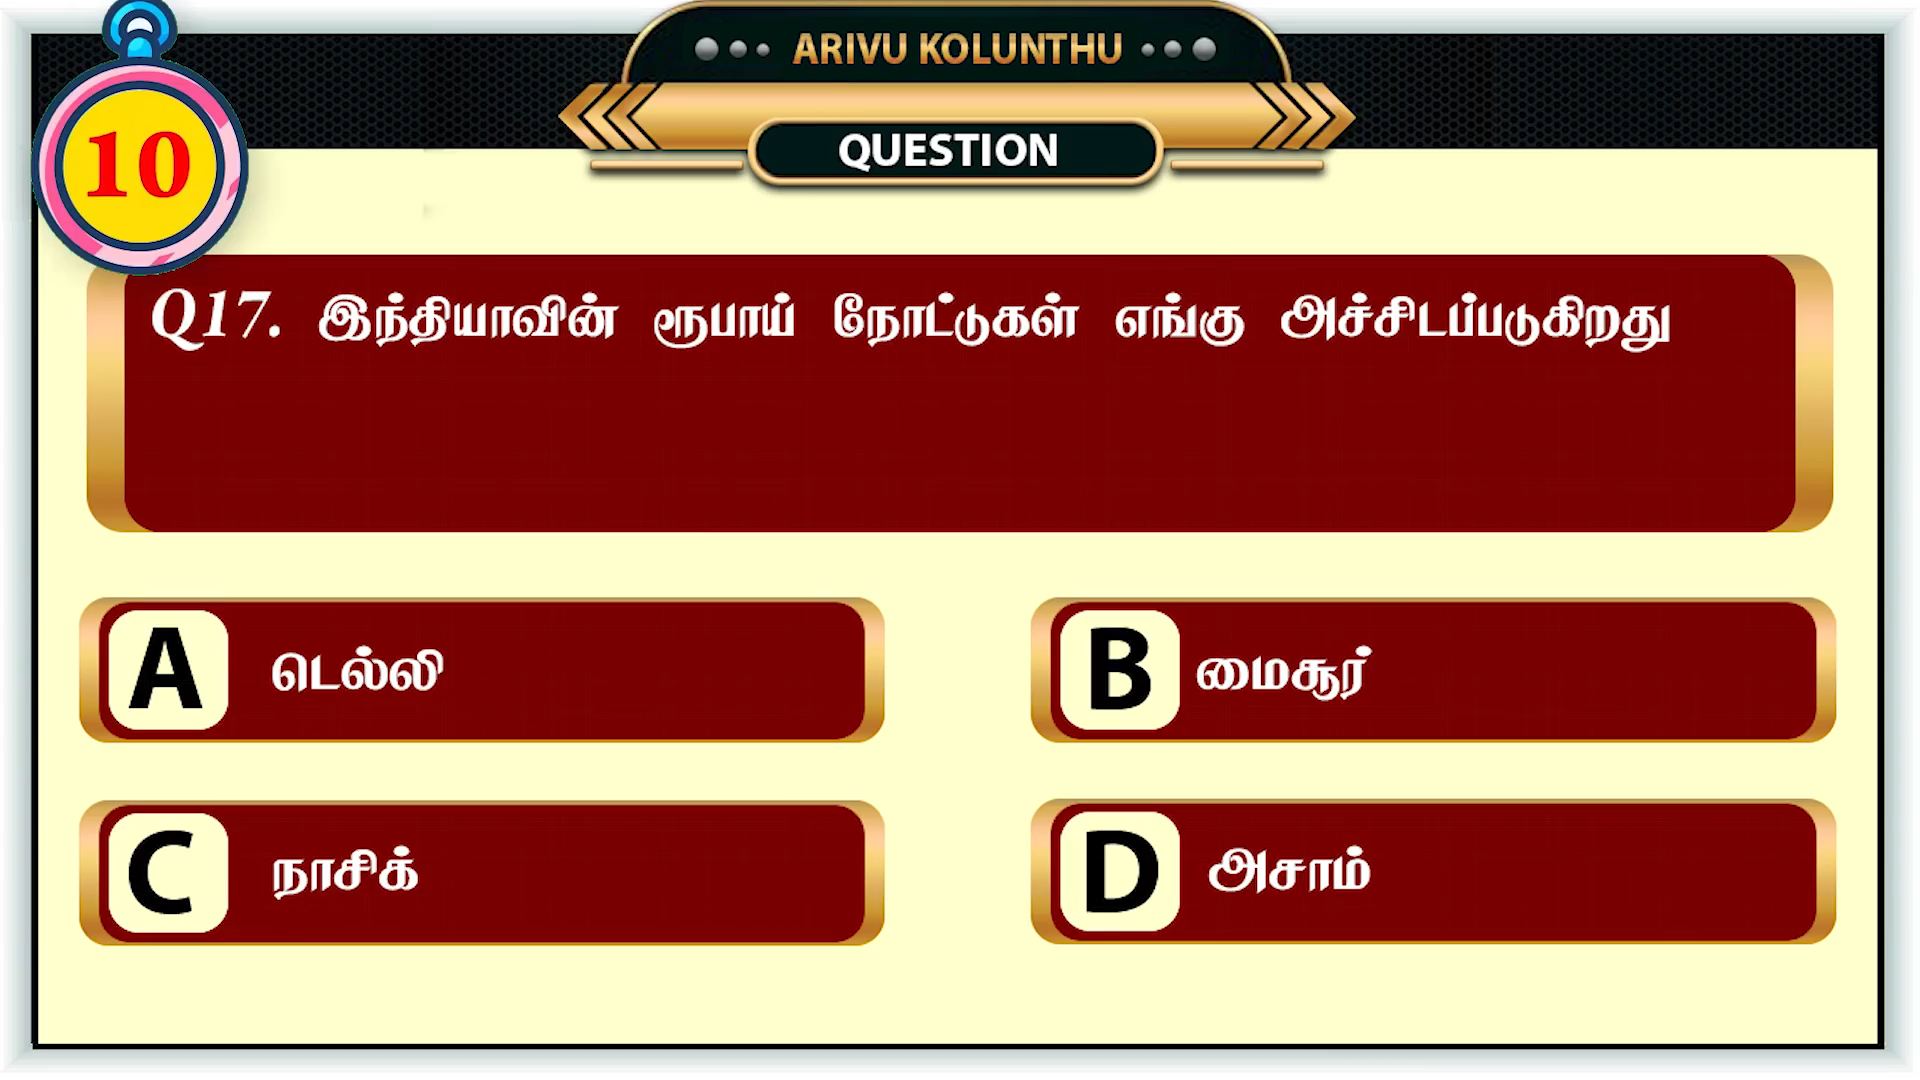 ARIVU KOLUNTHU
QUESTION
10
Q17. இந்தியாவின் ரூபாய் நோட்டுகள் எங்கு அச்சிடப்படுகிறது
A டெல்லி
B மைசூர்
C நாசிக்
D அசாம்